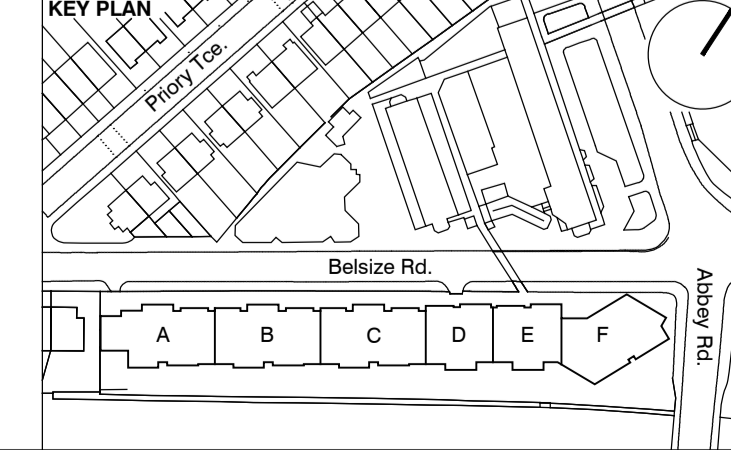 KEY PLAN
Priory Tce.
Belsize Rd.
Abbey Rd.
A
B
C
D
E
F